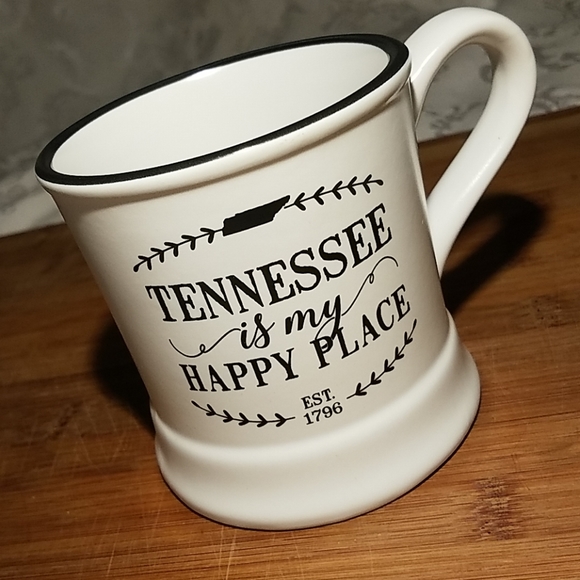 TENNESSEE
is my
HAPPY PLACE
EST.
1796